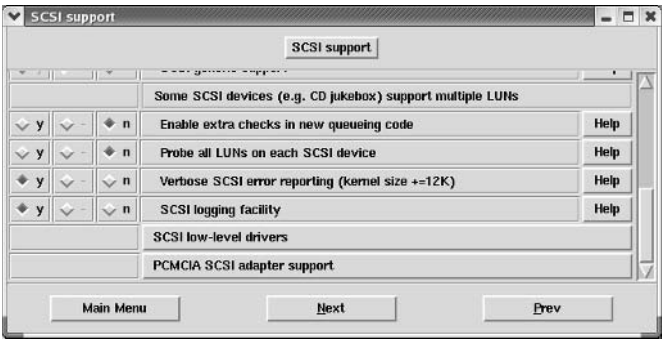 SCSI support
SCSI support
Some SCSI devices (e.g. CD jukebox) support multiple LUNs
y - n Enable extra checks in new queueing code Help
y - n Probe all LUNs on each SCSI device Help
y - n Verbose SCSI error reporting (kernel size +=12K) Help
y - n SCSI logging facility Help
SCSI low-level drivers
PCMCIA SCSI adapter support
Main Menu Next Prev